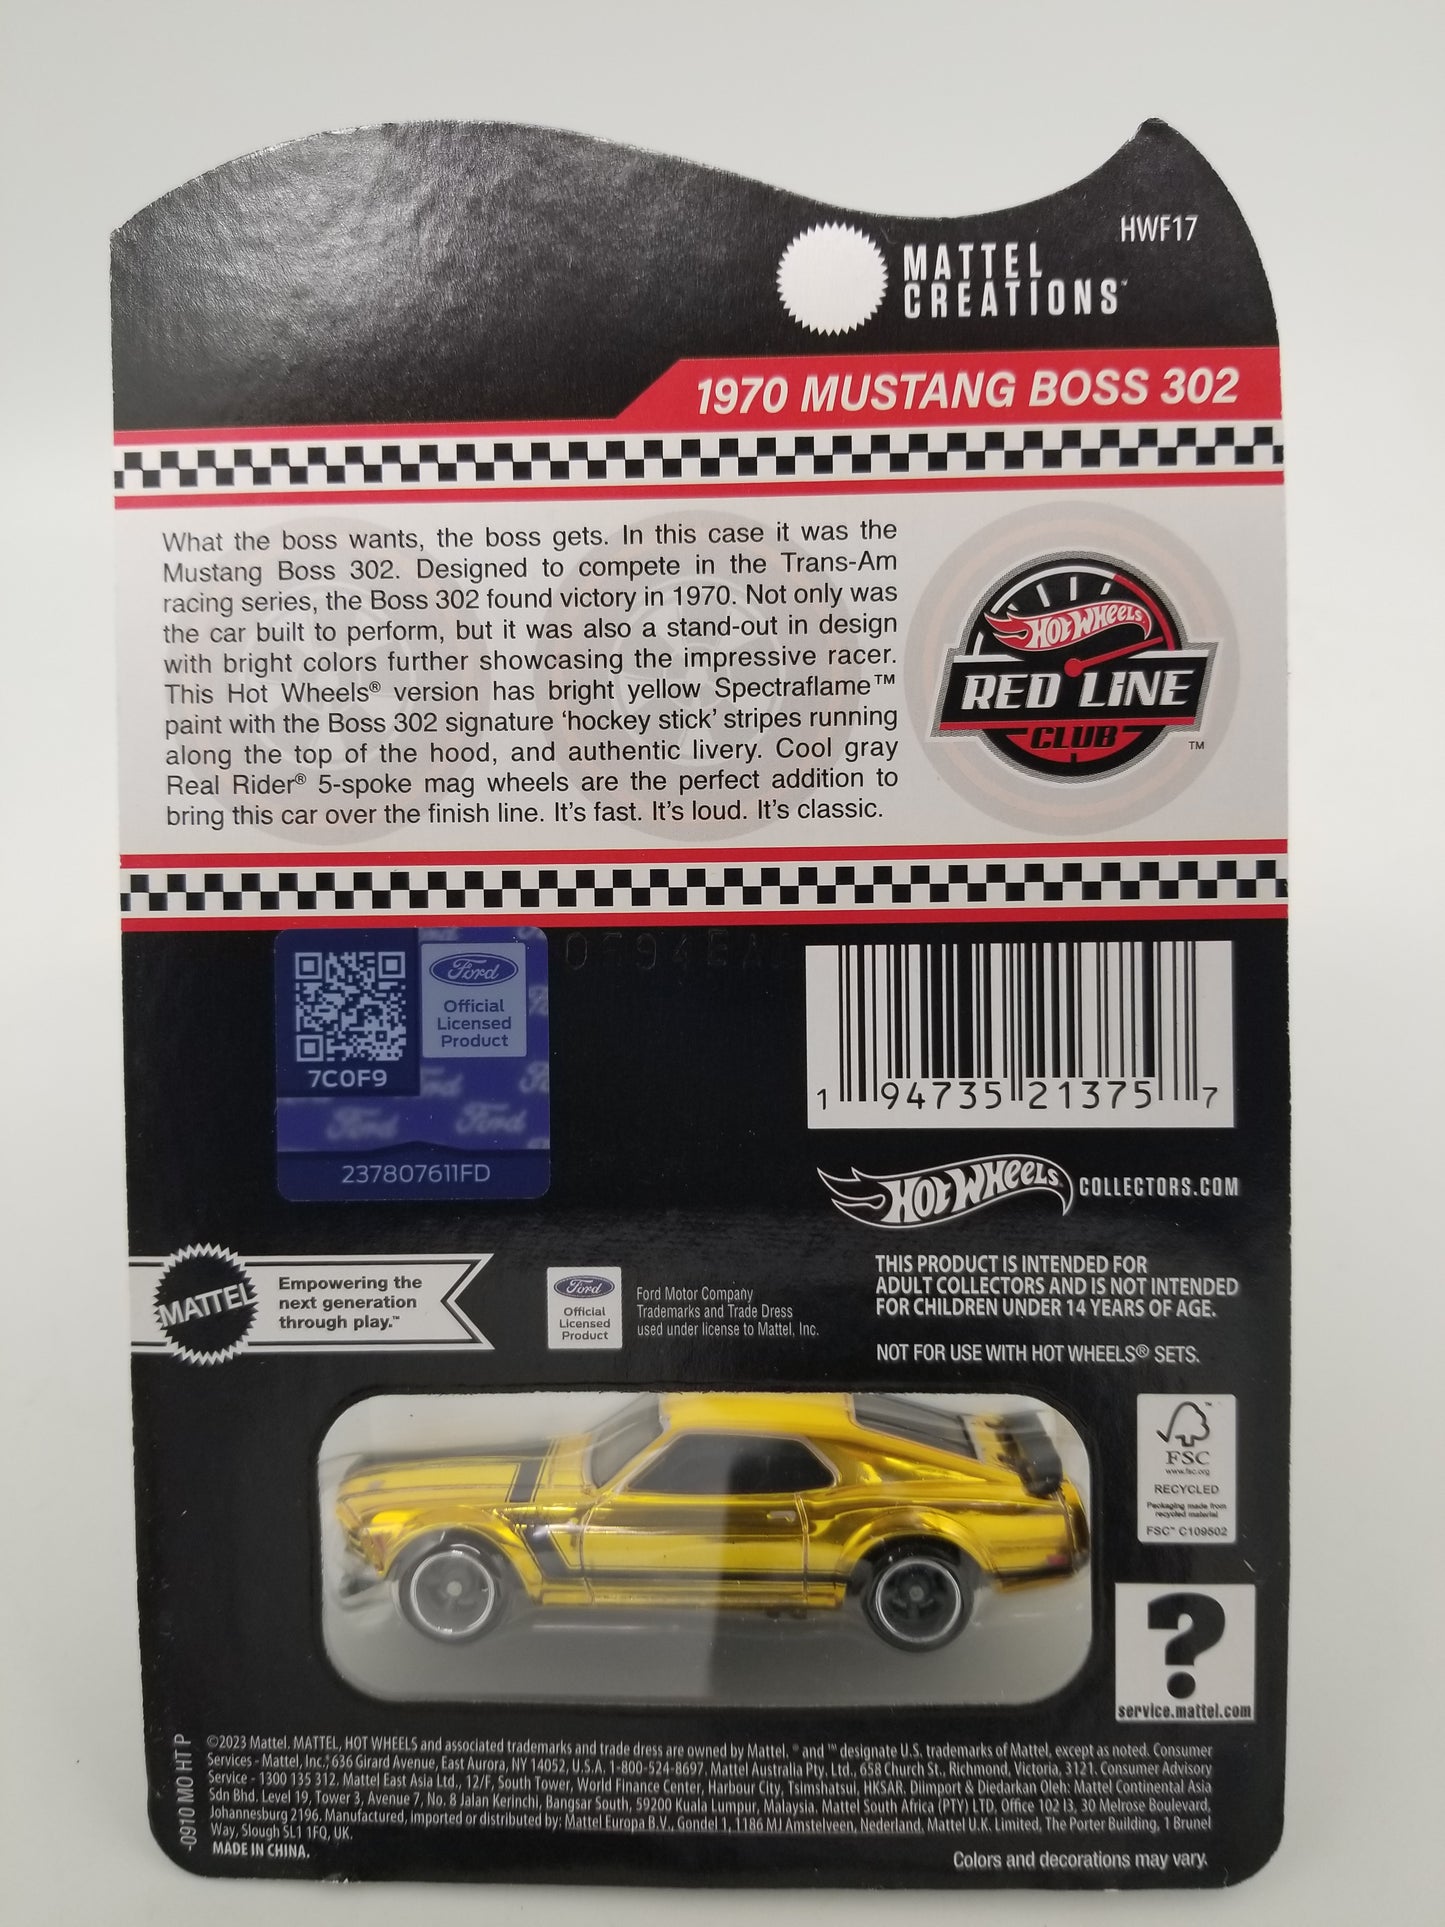 HWF17
MATTEL
CREATIONS™
1970 MUSTANG BOSS 302
What the boss wants, the boss gets. In this case it was the
Mustang Boss 302. Designed to compete in the Trans-Am
racing series, the Boss 302 found victory in 1970. Not only was
the car built to perform, but it was also a stand-out in design
with bright colors further showcasing the impressive racer.
This Hot Wheels® version has bright yellow Spectraflame™
paint with the Boss 302 signature ‘hockey stick’ stripes running
along the top of the hood, and authentic livery. Cool gray
Real Rider® 5-spoke mag wheels are the perfect addition to
bring this car over the finish line. It's fast. It's loud. It's classic.
HOT WHEELS
RED LINE
CLUB
™
Ford
Official
Licensed
Product
7C0F9
Ford
Ford Ford
237807611FD
1 94735 21375 7
HOT WHEELS COLLECTORS.COM
MATTEL
Empowering the
next generation
through play.™
Ford
Official
Licensed
Product
Ford Motor Company
Trademarks and Trade Dress
used under license to Mattel, Inc.
THIS PRODUCT IS INTENDED FOR
ADULT COLLECTORS AND IS NOT INTENDED
FOR CHILDREN UNDER 14 YEARS OF AGE.
NOT FOR USE WITH HOT WHEELS® SETS.
FSC
www.fsc.org
RECYCLED
Packaging made from
recycled material
FSC™ C109502
?
service.mattel.com
-0910 MO HT P
©2023 Mattel. MATTEL, HOT WHEELS and associated trademarks and trade dress are owned by Mattel. ® and ™ designate U.S. trademarks of Mattel, except as noted. Consumer
Services - Mattel, Inc., 636 Girard Avenue, East Aurora, NY 14052, U.S.A. 1-800-524-8697. Mattel Australia Pty. Ltd., 658 Church St., Richmond, Victoria, 3121. Consumer Advisory
Service - 1300 135 312. Mattel East Asia Ltd., 12/F, South Tower, World Finance Center, Harbour City, Tsimshatsui, HKSAR. Diimport & Diedarkan Oleh: Mattel Continental Asia
Sdn Bhd. Level 19, Tower 3, Avenue 7, No. 8 Jalan Kerinchi, Bangsar South, 59200 Kuala Lumpur, Malaysia. Mattel South Africa (PTY) LTD, Office 102 I3, 30 Melrose Boulevard,
Johannesburg 2196. Manufactured, imported or distributed by: Mattel Europa B.V., Gondel 1, 1186 MJ Amstelveen, Nederland. Mattel U.K. Limited, The Porter Building, 1 Brunel
Way, Slough SL1 1FQ, UK.
MADE IN CHINA.
Colors and decorations may vary.